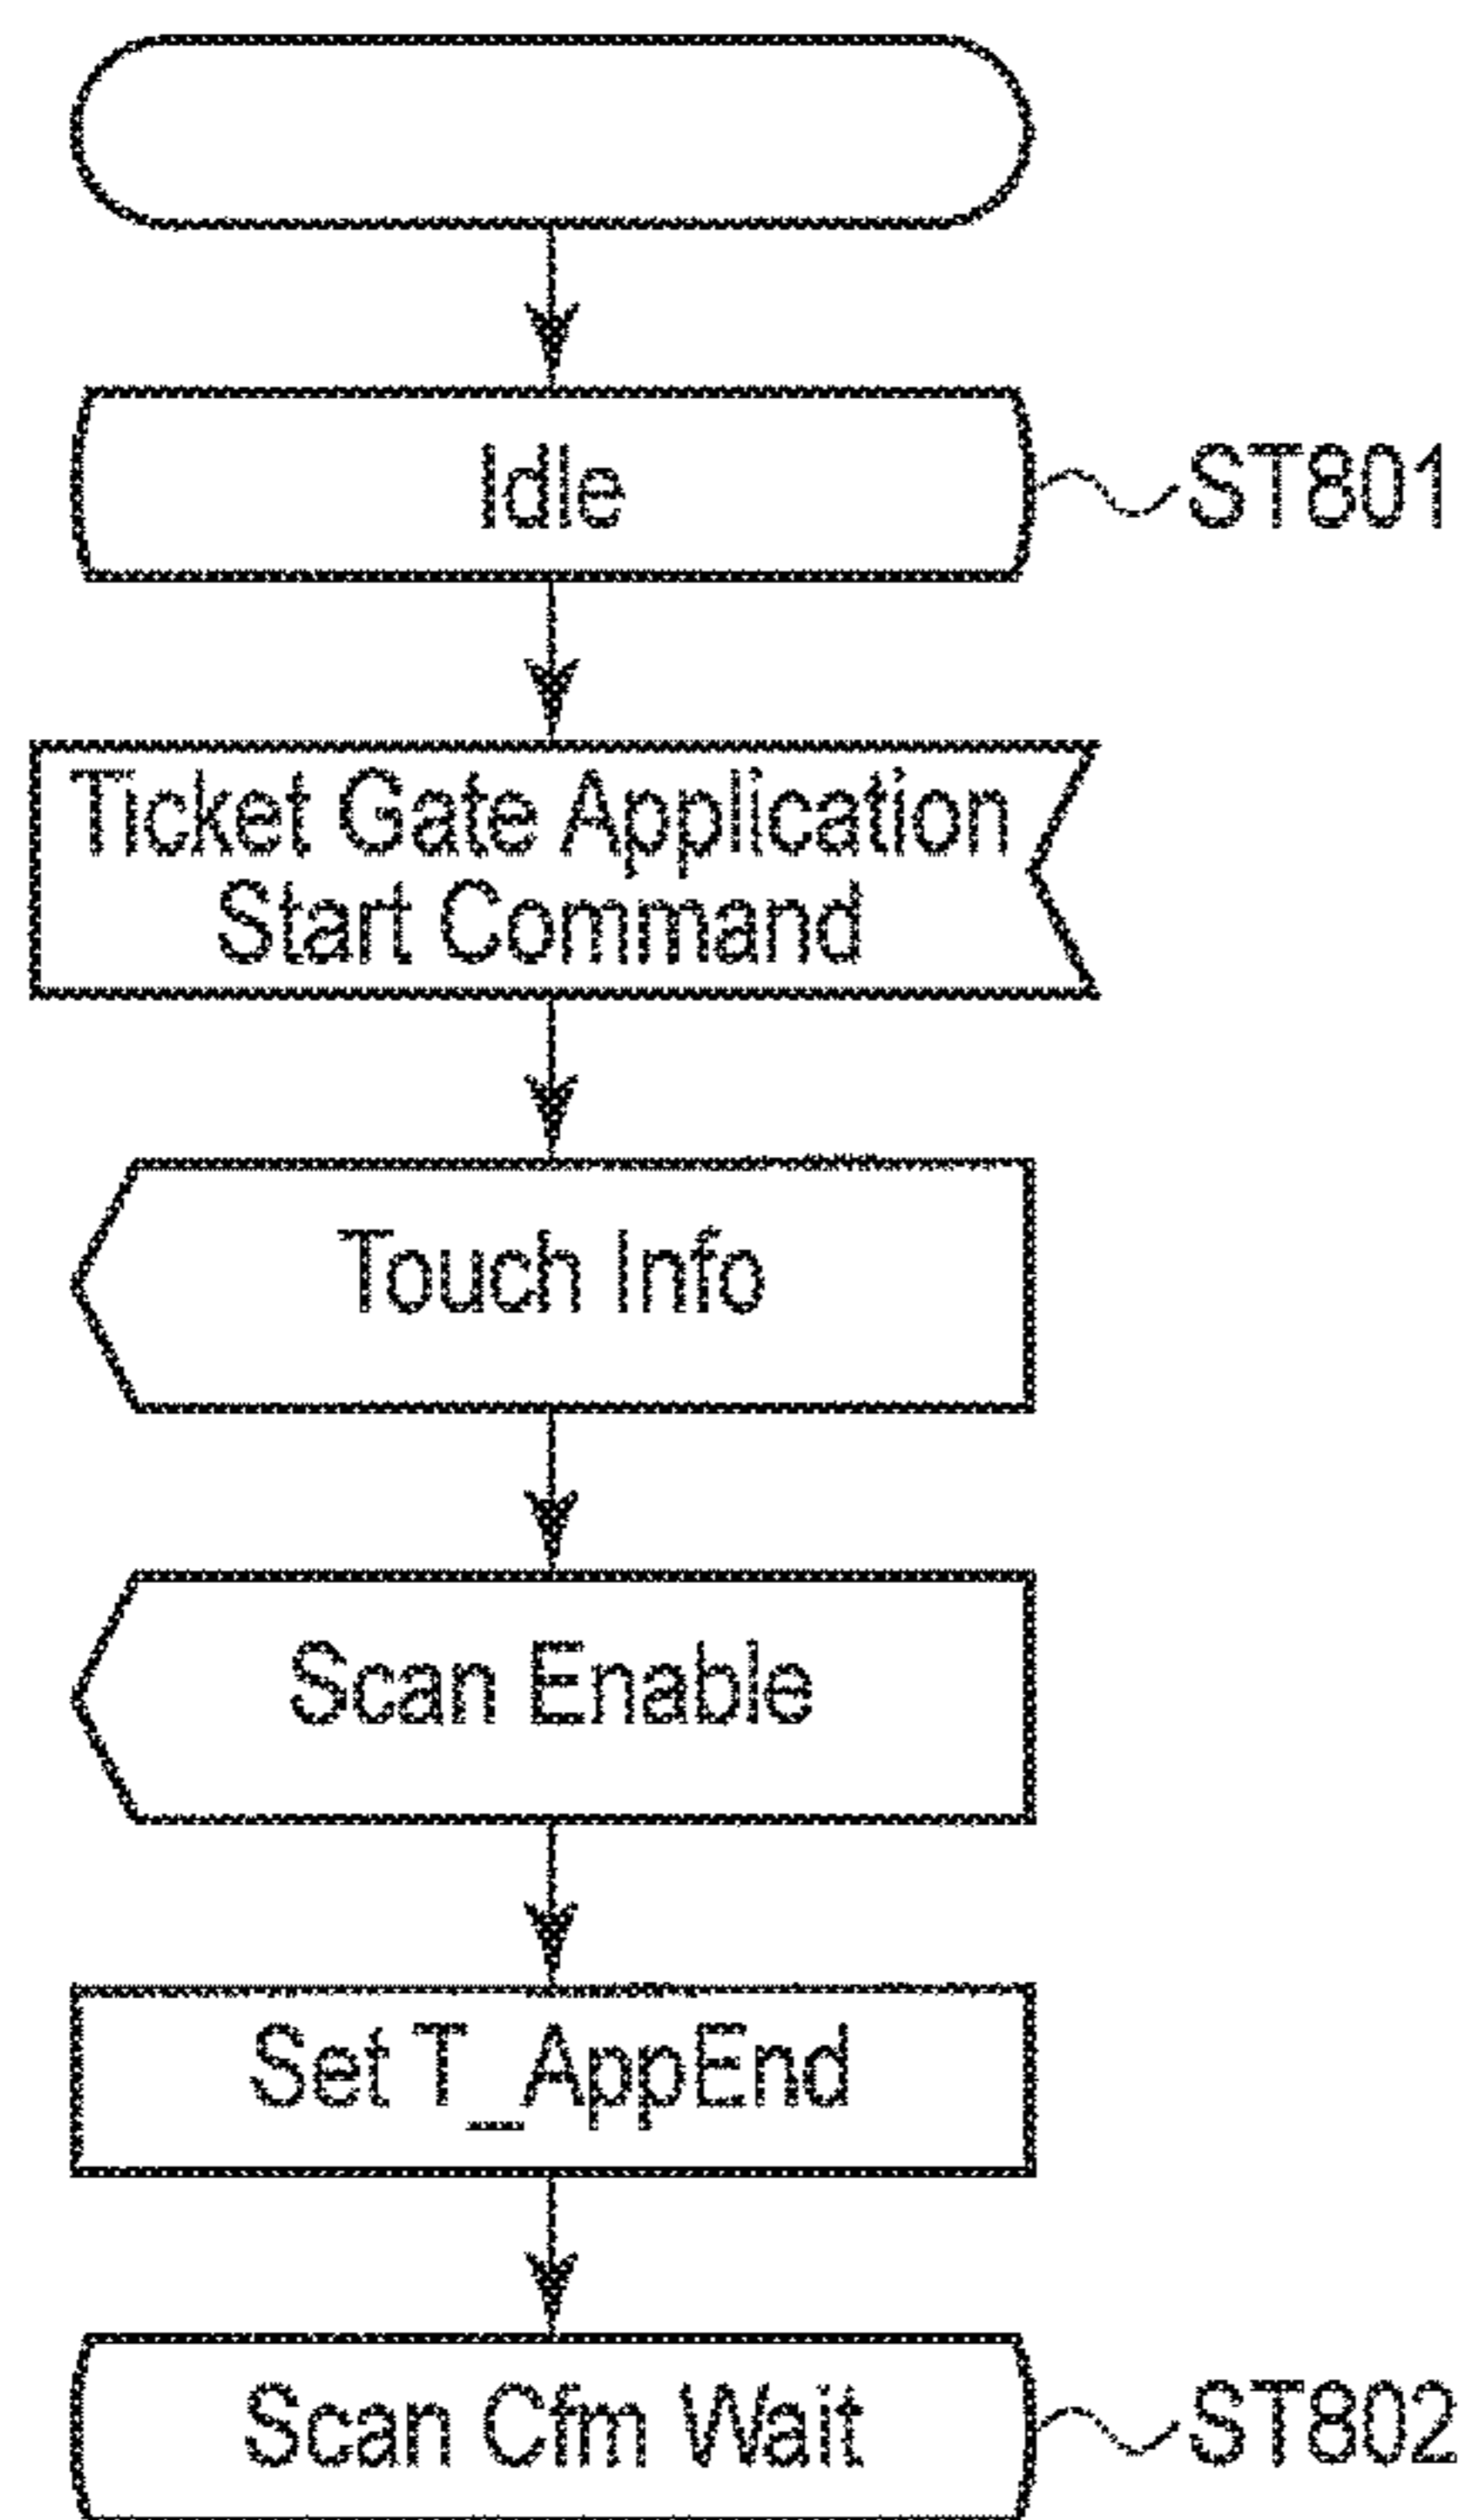 Idle
ST801
Ticket Gate Application
Start Command
Touch Info
Scan Enable
Set T_AppEnd
Scan Cfm Wait
ST802